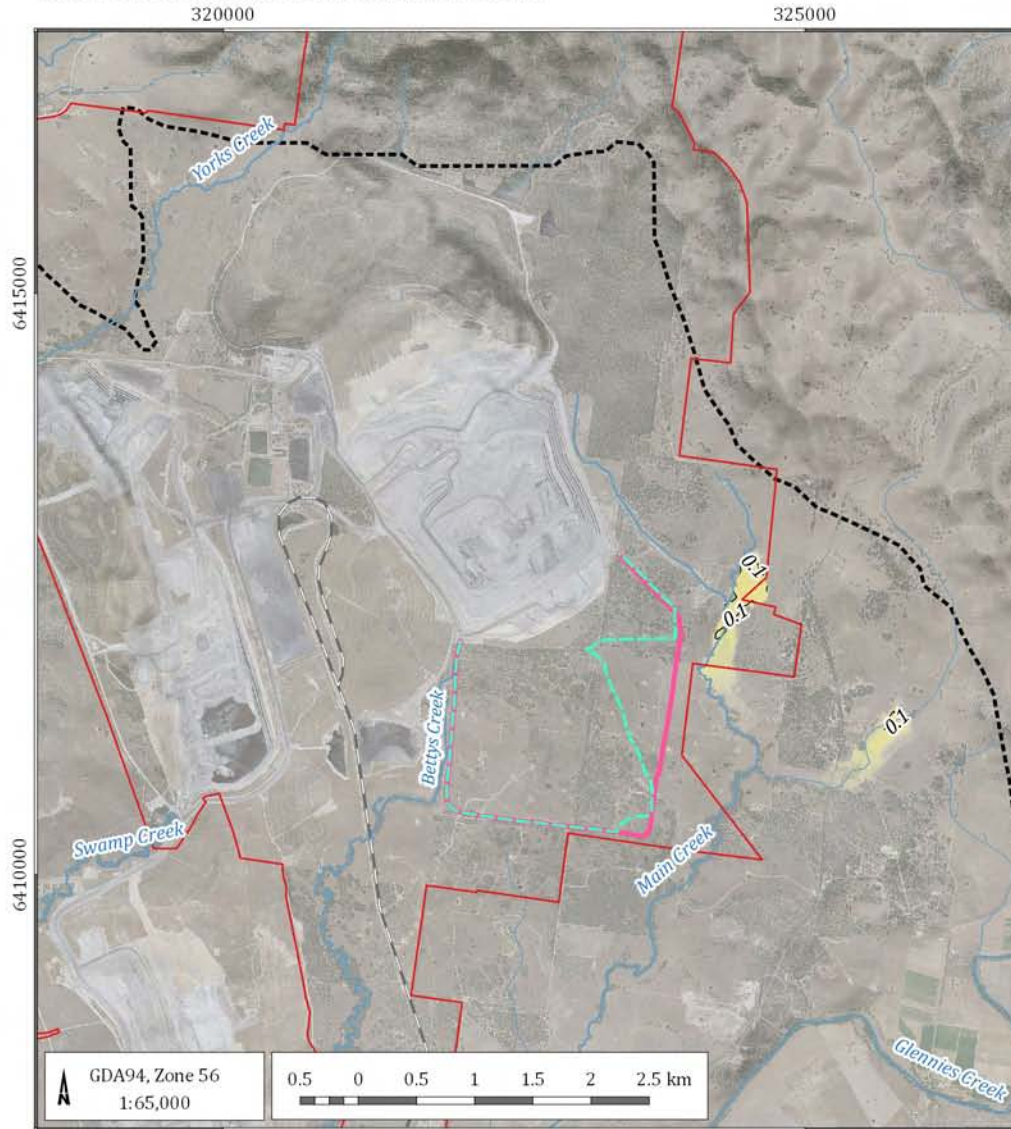 320000
325000
Yorks Creek
6415000
0.1
0.1
Bettys Creek
0.1
Swamp Creek
Main Creek
6410000
Glennies Creek
N
GDA94, Zone 56
1:65,000
0.5 0 0.5 1 1.5 2 2.5 km